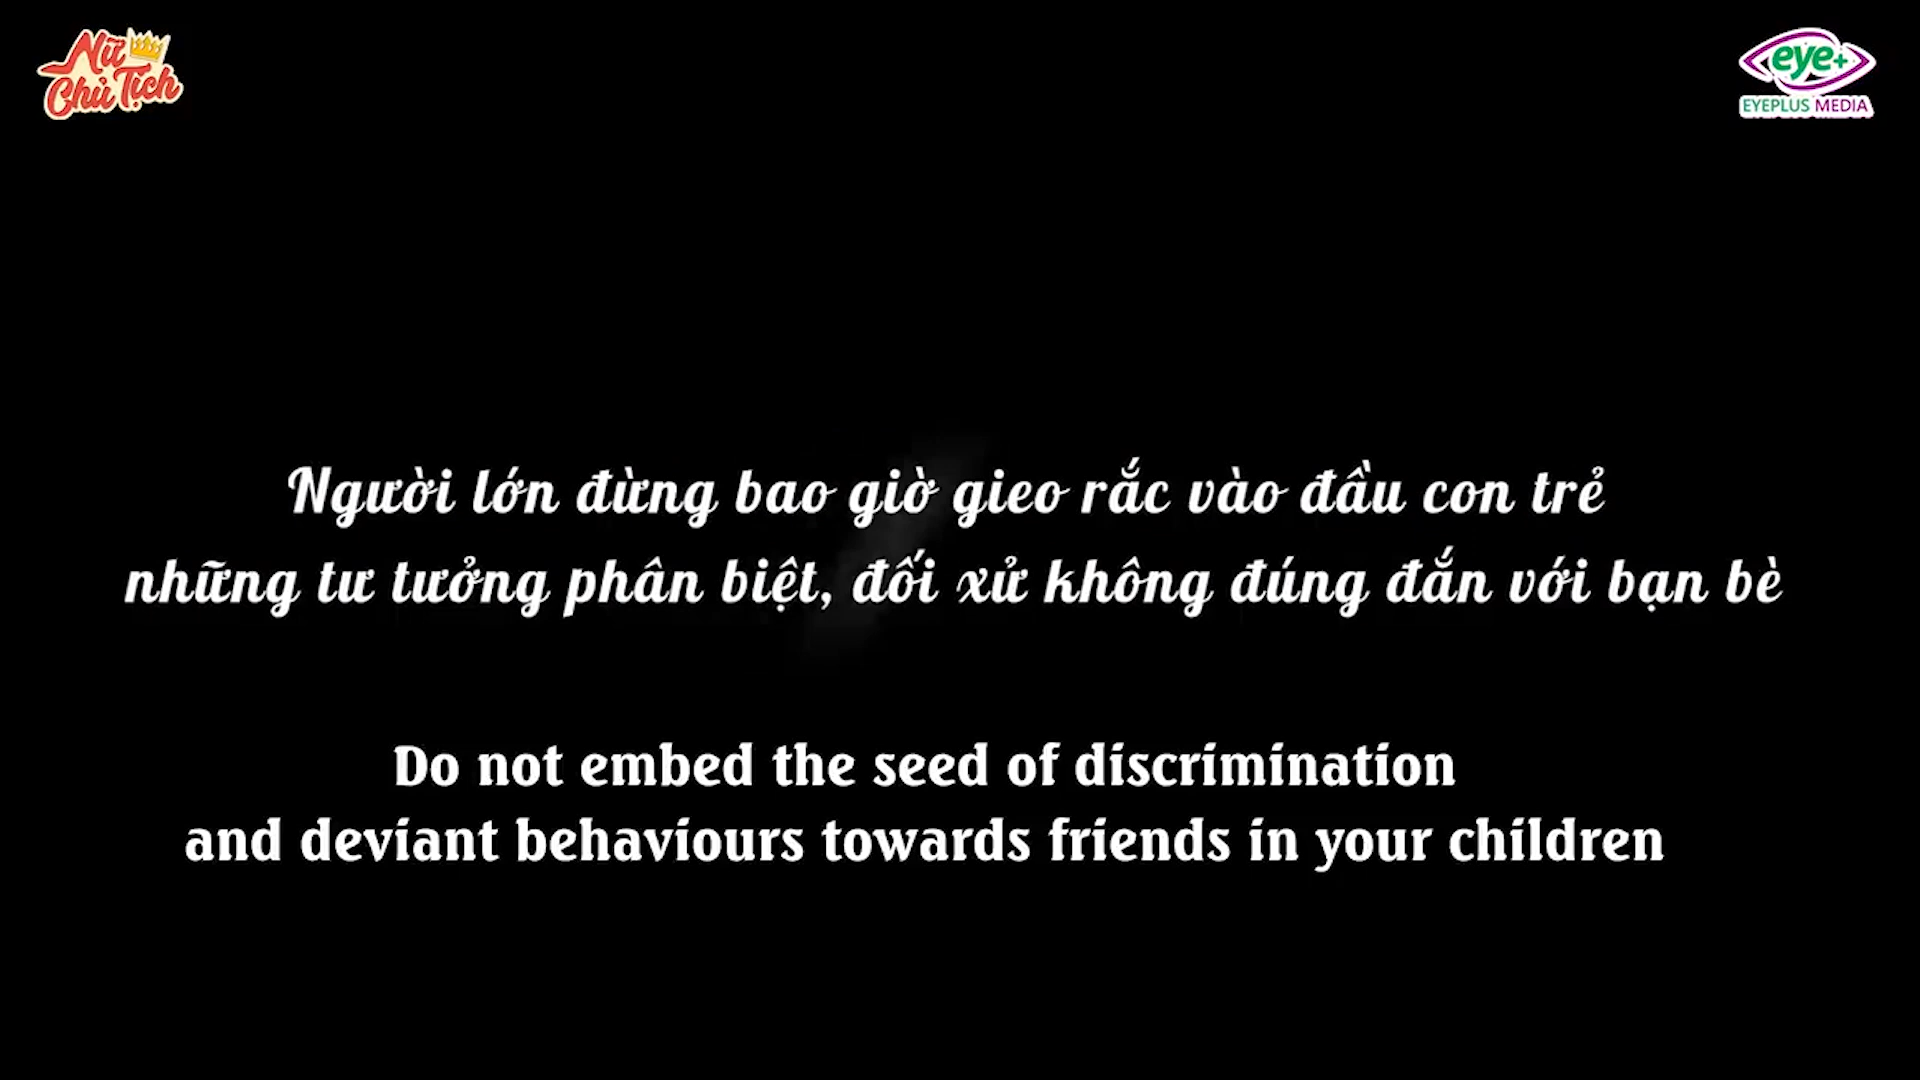 Nữ
Chủ Tịch
eye+
EYEPLUS MEDIA
Người lớn đừng bao giờ gieo rắc vào đầu con trẻ
những tư tưởng phân biệt, đối xử không đúng đắn với bạn bè
Do not embed the seed of discrimination
and deviant behaviours towards friends in your children